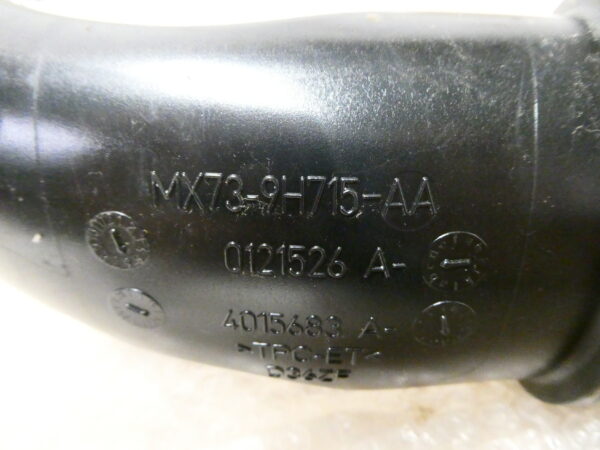 MX73-9H715-AA
0121526 A-
4015683 A-
>TPC-ET<